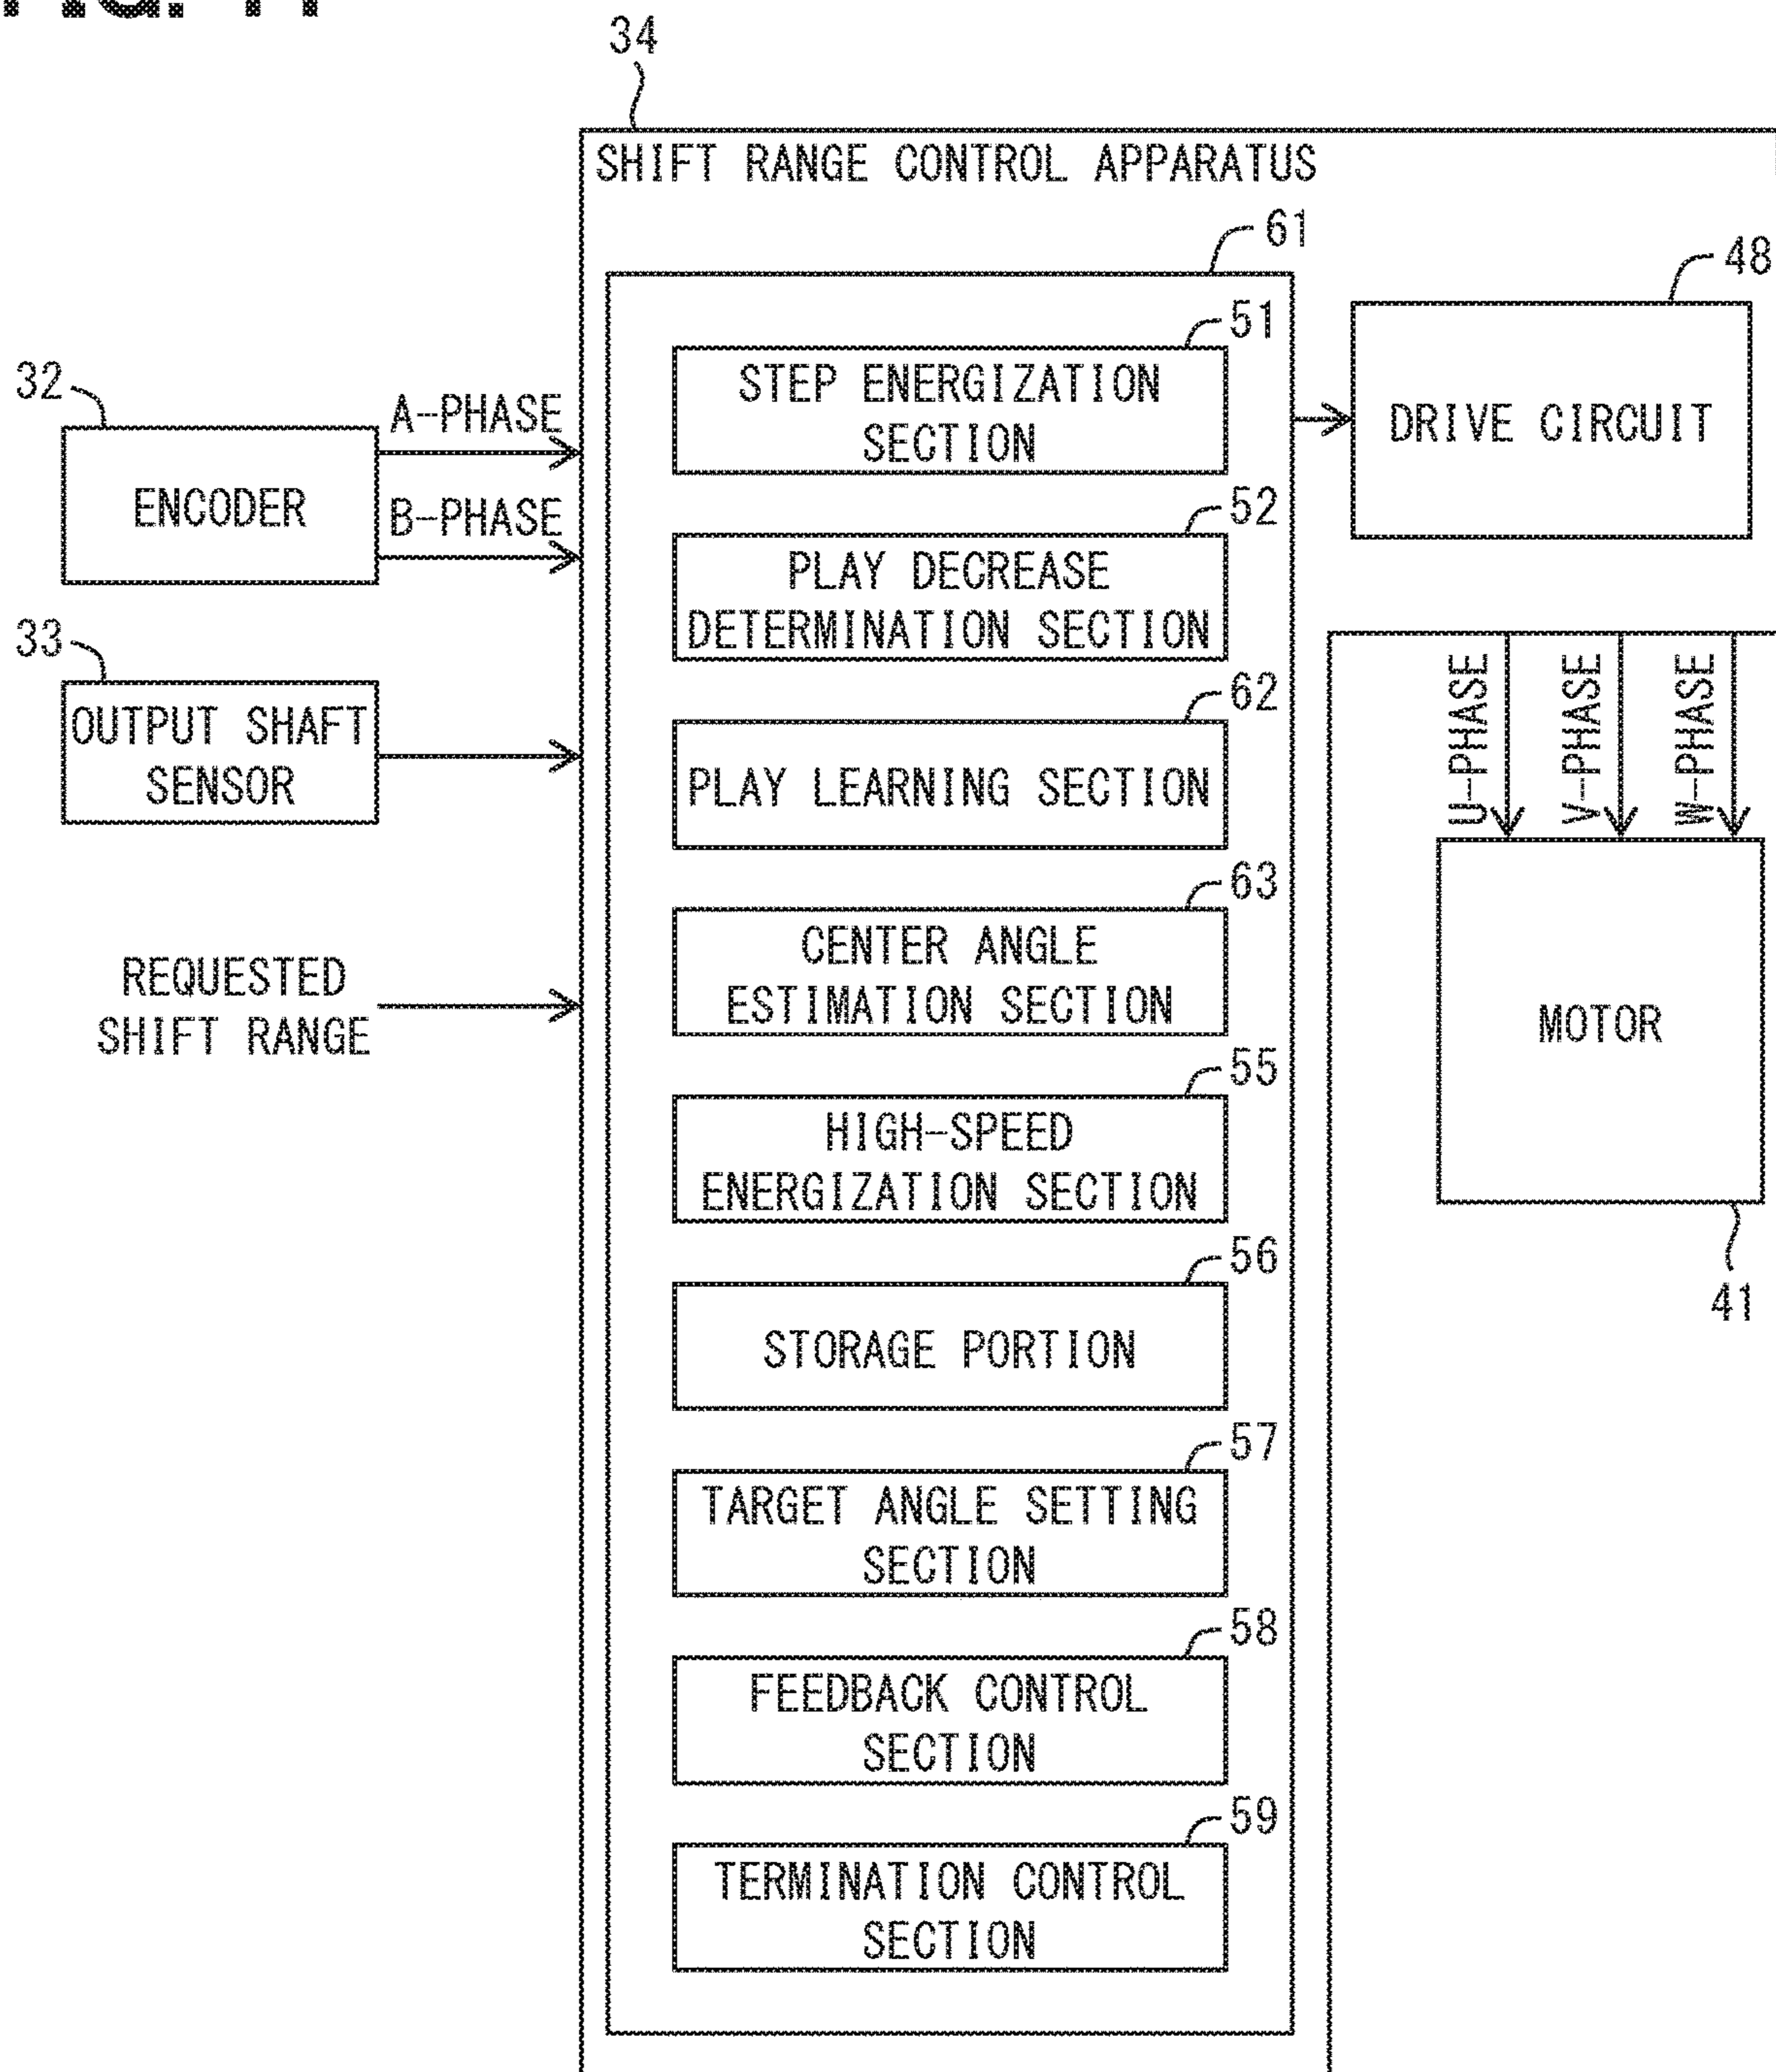 34
SHIFT RANGE CONTROL APPARATUS
61
48
DRIVE CIRCUIT
51
STEP ENERGIZATION
SECTION
32
ENCODER
A-PHASE
B-PHASE
52
PLAY DECREASE
DETERMINATION SECTION
33
OUTPUT SHAFT
SENSOR
62
PLAY LEARNING SECTION
U-PHASE
V-PHASE
W-PHASE
63
CENTER ANGLE
ESTIMATION SECTION
REQUESTED
SHIFT RANGE
MOTOR
41
55
HIGH-SPEED
ENERGIZATION SECTION
56
STORAGE PORTION
57
TARGET ANGLE SETTING
SECTION
58
FEEDBACK CONTROL
SECTION
59
TERMINATION CONTROL
SECTION